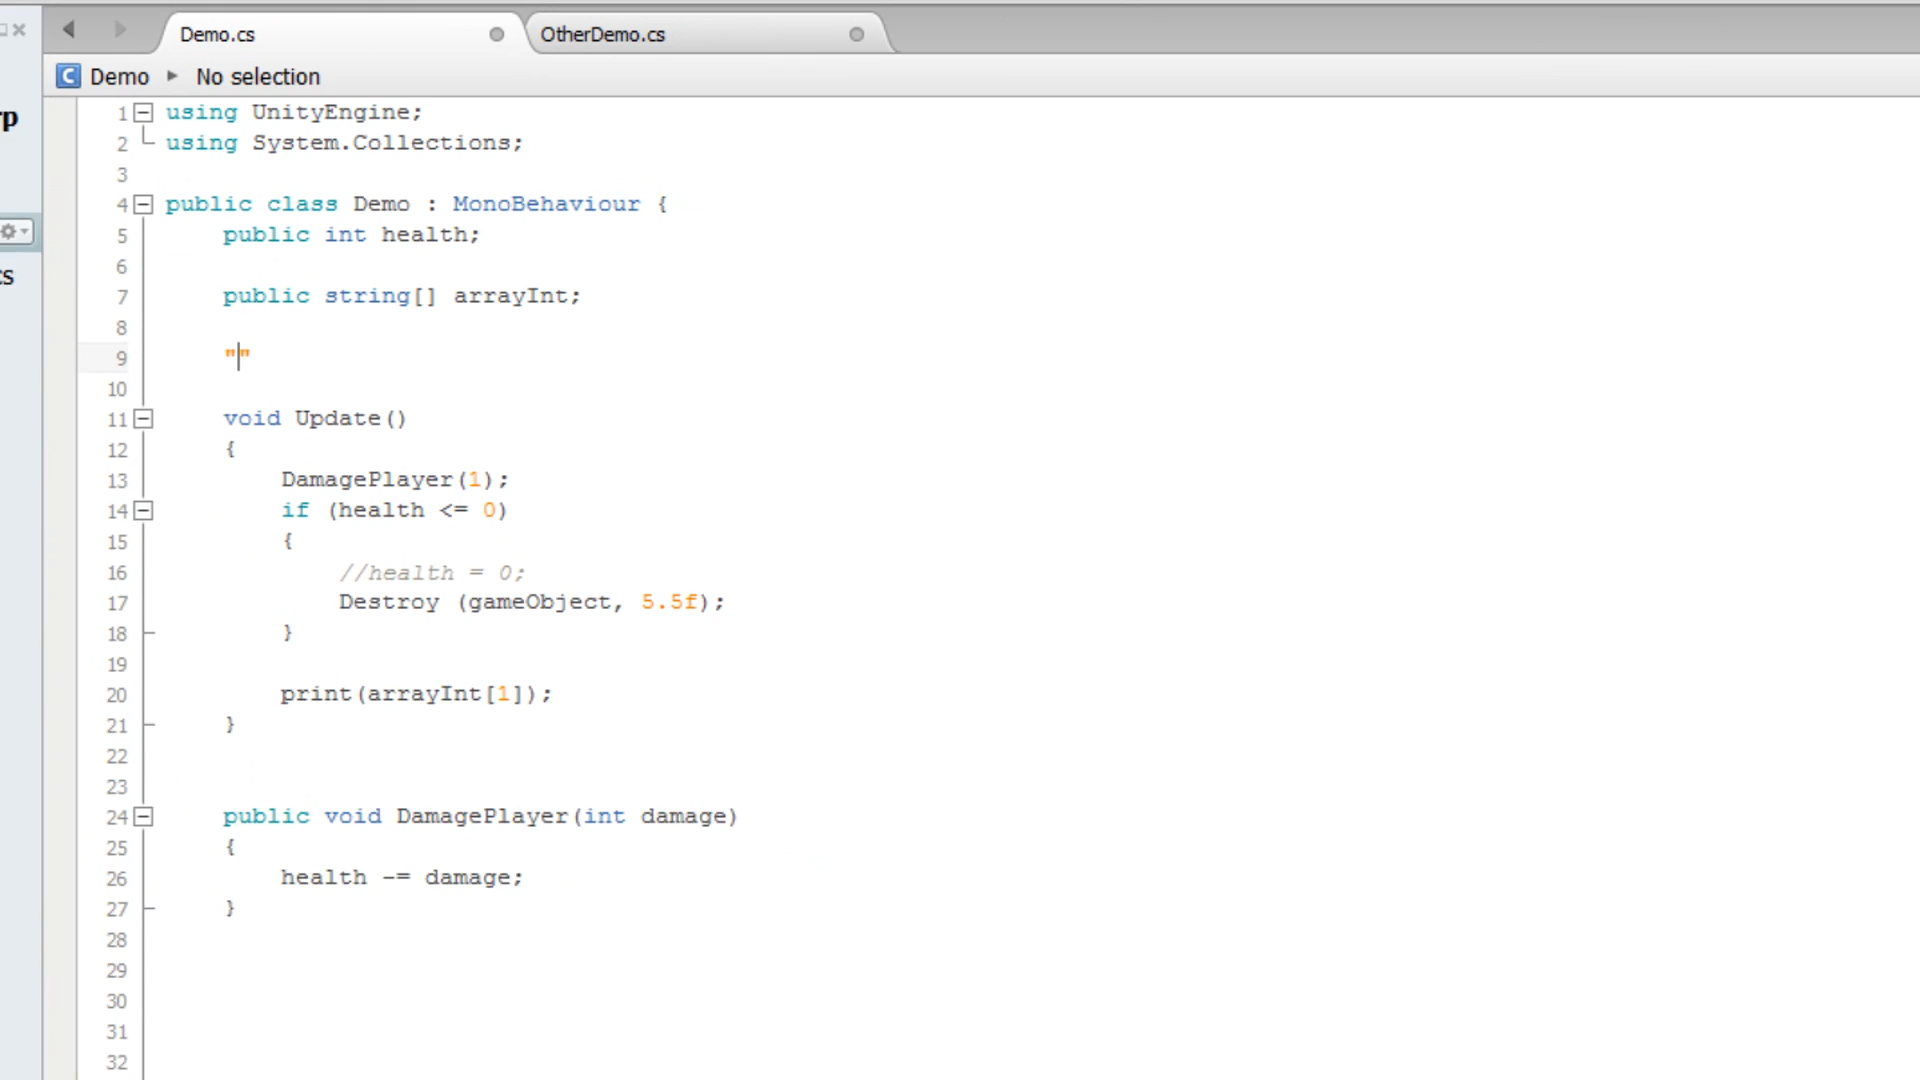 Demo.cs
OtherDemo.cs
C Demo No selection
rp
cs
1 using UnityEngine;
2 using System.Collections;
3
4 public class Demo : MonoBehaviour {
5 public int health;
6
7 public string[] arrayInt;
8
9 ""
10
11 void Update()
12 {
13 DamagePlayer(1);
14 if (health <= 0)
15 {
16 //health = 0;
17 Destroy (gameObject, 5.5f);
18 }
19
20 print(arrayInt[1]);
21 }
22
23
24 public void DamagePlayer(int damage)
25 {
26 health -= damage;
27 }
28
29
30
31
32